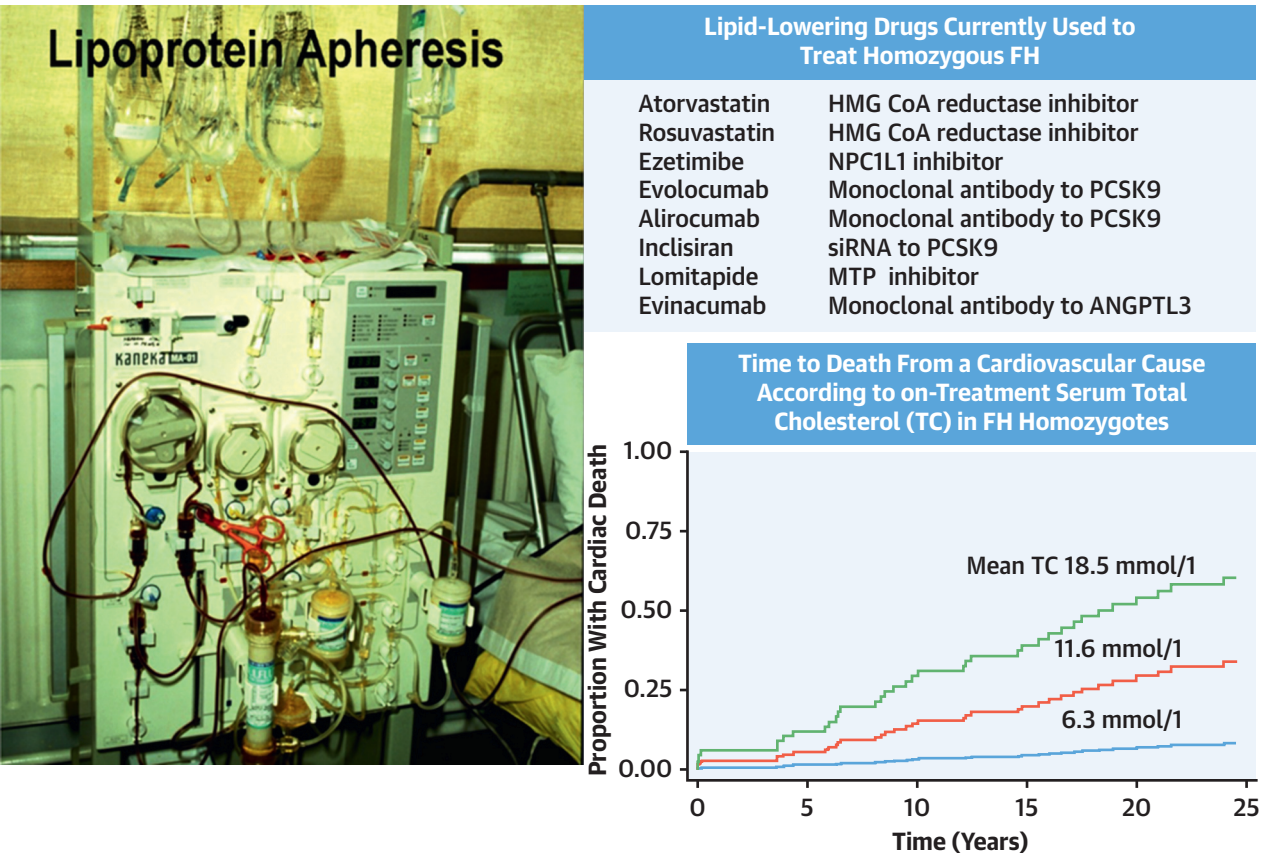 Lipoprotein Apheresis
Kaneka MA-01
Lipid-Lowering Drugs Currently Used to
Treat Homozygous FH
Atorvastatin HMG CoA reductase inhibitor
Rosuvastatin HMG CoA reductase inhibitor
Ezetimibe NPC1L1 inhibitor
Evolocumab Monoclonal antibody to PCSK9
Alirocumab Monoclonal antibody to PCSK9
Inclisiran siRNA to PCSK9
Lomitapide MTP inhibitor
Evinacumab Monoclonal antibody to ANGPTL3
Time to Death From a Cardiovascular Cause
According to on-Treatment Serum Total
Cholesterol (TC) in FH Homozygotes
Proportion With Cardiac Death
1.00
0.75
0.50
0.25
0.00
Mean TC 18.5 mmol/1
11.6 mmol/1
6.3 mmol/1
0 5 10 15 20 25
Time (Years)